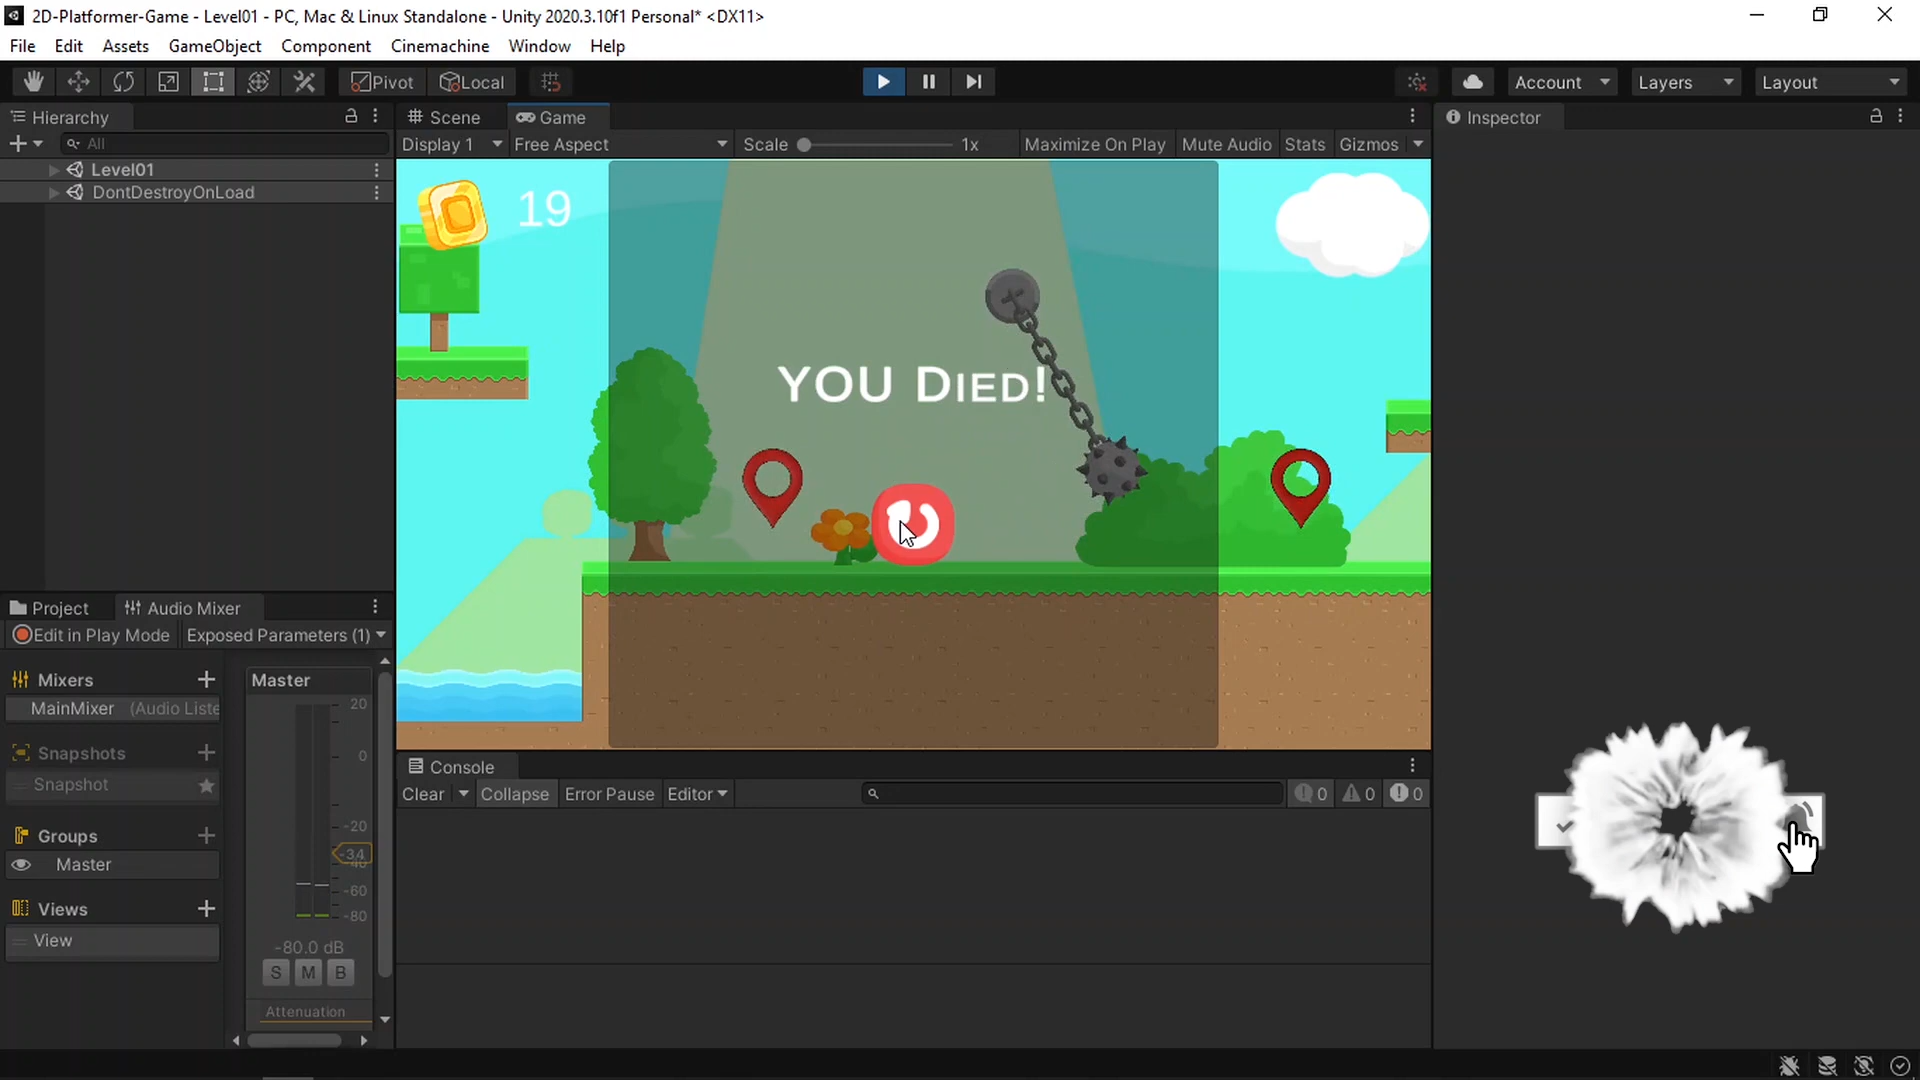 2D-Platformer-Game - Level01 - PC, Mac & Linux Standalone - Unity 2020.3.10f1 Personal* <DX11>
File Edit Assets GameObject Component Cinemachine Window Help
Pivot Local Account Layers Layout
Hierarchy
All
Level01
DontDestroyOnLoad
Scene Game
Display 1 Free Aspect Scale 1x Maximize On Play Mute Audio Stats Gizmos
19
YOU DIED!
Inspector
Project Audio Mixer
Edit in Play Mode Exposed Parameters (1)
Mixers
MainMixer (Audio Liste
Snapshots
Snapshot
Groups
Master
Views
View
Master
20
0
-20
-34
-40
-60
-80
-80.0 dB
S M B
Attenuation
Console
Clear Collapse Error Pause Editor 0 0 0